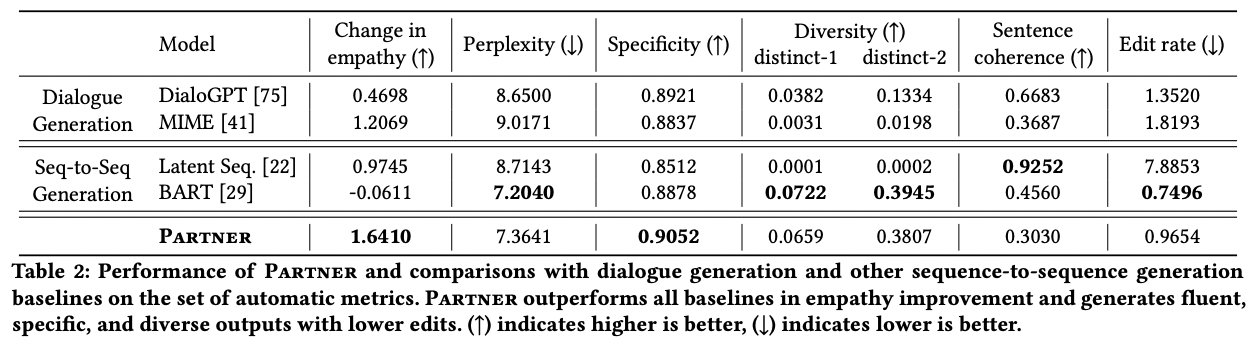 Model Change in empathy (↑) Perplexity (↓) Specificity (↑) Diversity (↑) distinct-1 distinct-2 Sentence coherence (↑) Edit rate (↓)
Dialogue Generation
DialoGPT [75] 0.4698 8.6500 0.8921 0.0382 0.1334 0.6683 1.3520
MIME [41] 1.2069 9.0171 0.8837 0.0031 0.0198 0.3687 1.8193
Seq-to-Seq Generation
Latent Seq. [22] 0.9745 8.7143 0.8512 0.0001 0.0002 0.9252 7.8853
BART [29] -0.0611 7.2040 0.8878 0.0722 0.3945 0.4560 0.7496
PARTNER 1.6410 7.3641 0.9052 0.0659 0.3807 0.3030 0.9654
Table 2: Performance of PARTNER and comparisons with dialogue generation and other sequence-to-sequence generation
baselines on the set of automatic metrics. PARTNER outperforms all baselines in empathy improvement and generates fluent,
specific, and diverse outputs with lower edits. (↑) indicates higher is better, (↓) indicates lower is better.